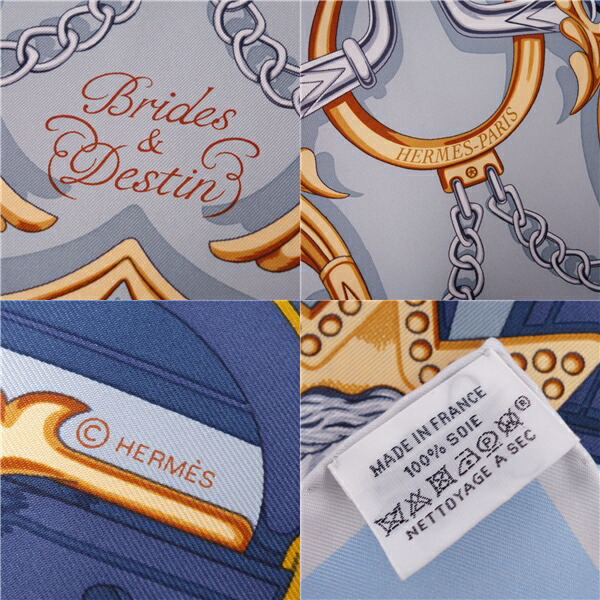 Brides
&
Destin
HERMES-PARIS
© HERMÈS
MADE IN FRANCE
100% SOIE
NETTOYAGE A SEC